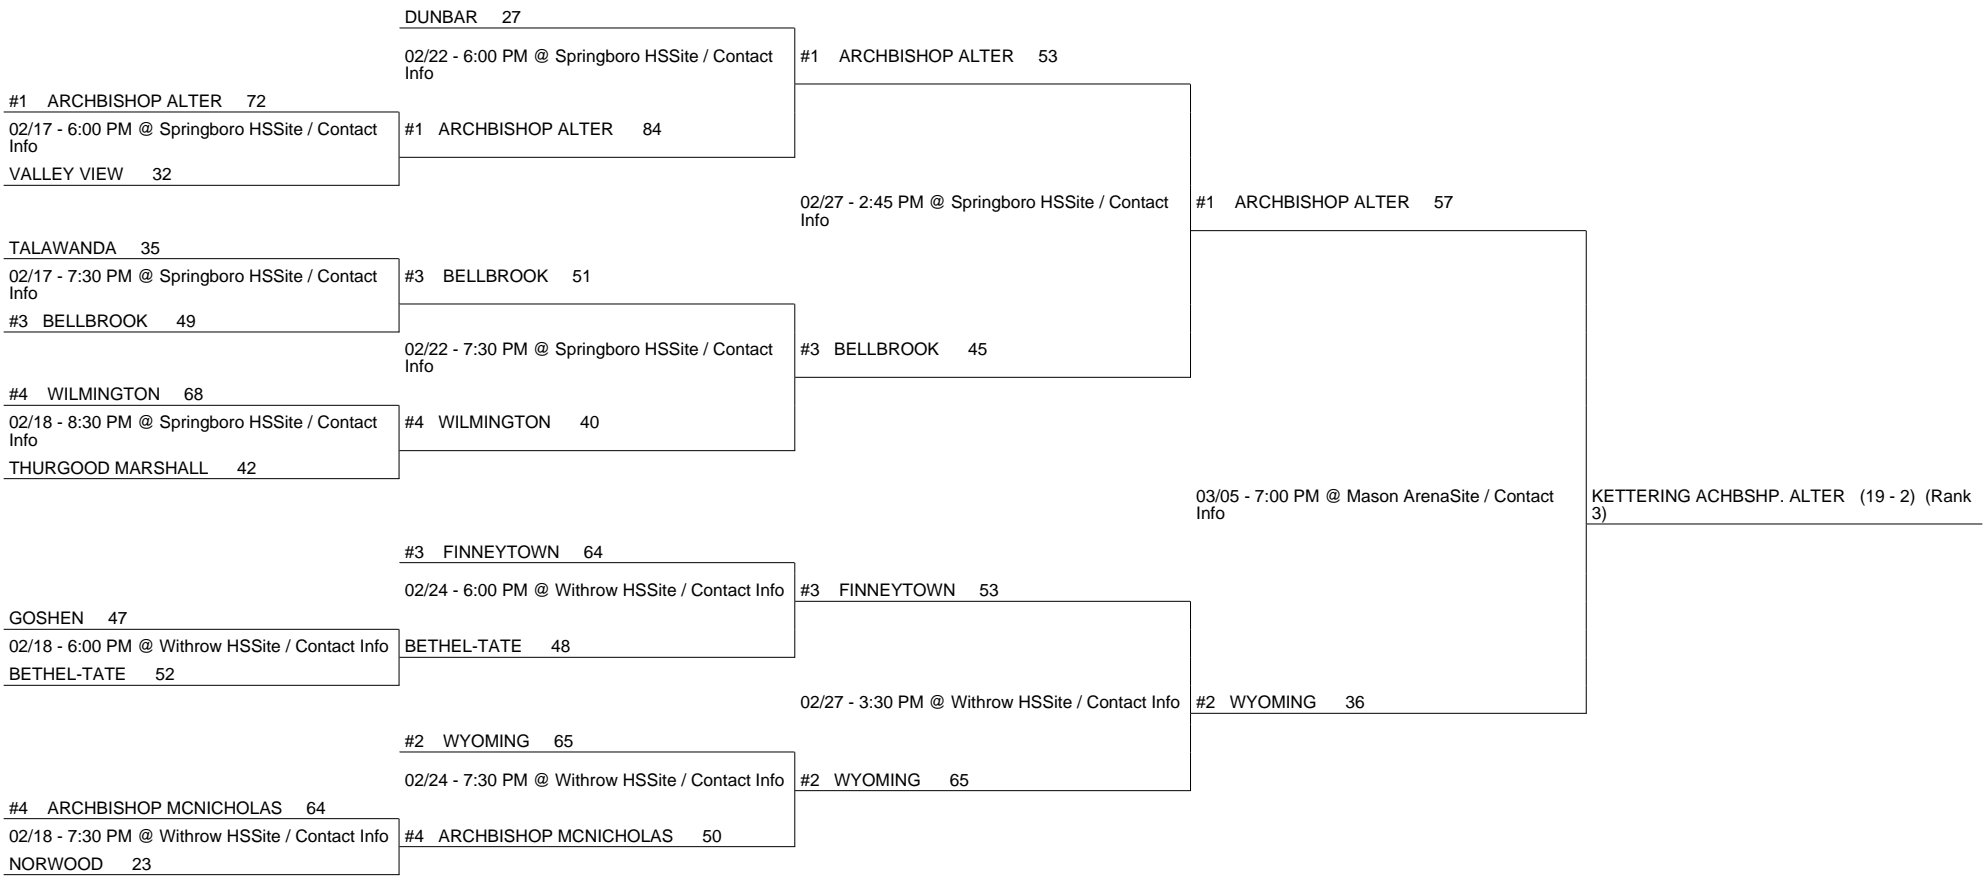 DUNBAR 27
02/22 - 6:00 PM @ Springboro HSSite / Contact
Info
#1 ARCHBISHOP ALTER 53
#1 ARCHBISHOP ALTER 72
02/17 - 6:00 PM @ Springboro HSSite / Contact
Info
#1 ARCHBISHOP ALTER 84
VALLEY VIEW 32
02/27 - 2:45 PM @ Springboro HSSite / Contact
Info
#1 ARCHBISHOP ALTER 57
TALAWANDA 35
02/17 - 7:30 PM @ Springboro HSSite / Contact
Info
#3 BELLBROOK 51
#3 BELLBROOK 49
02/22 - 7:30 PM @ Springboro HSSite / Contact
Info
#3 BELLBROOK 45
#4 WILMINGTON 68
02/18 - 8:30 PM @ Springboro HSSite / Contact
Info
#4 WILMINGTON 40
THURGOOD MARSHALL 42
03/05 - 7:00 PM @ Mason ArenaSite / Contact
Info
KETTERING ACHBSHP. ALTER (19 - 2) (Rank
3)
#3 FINNEYTOWN 64
02/24 - 6:00 PM @ Withrow HSSite / Contact Info
#3 FINNEYTOWN 53
GOSHEN 47
02/18 - 6:00 PM @ Withrow HSSite / Contact Info
BETHEL-TATE 48
BETHEL-TATE 52
02/27 - 3:30 PM @ Withrow HSSite / Contact Info
#2 WYOMING 36
#2 WYOMING 65
02/24 - 7:30 PM @ Withrow HSSite / Contact Info
#2 WYOMING 65
#4 ARCHBISHOP MCNICHOLAS 64
02/18 - 7:30 PM @ Withrow HSSite / Contact Info
#4 ARCHBISHOP MCNICHOLAS 50
NORWOOD 23